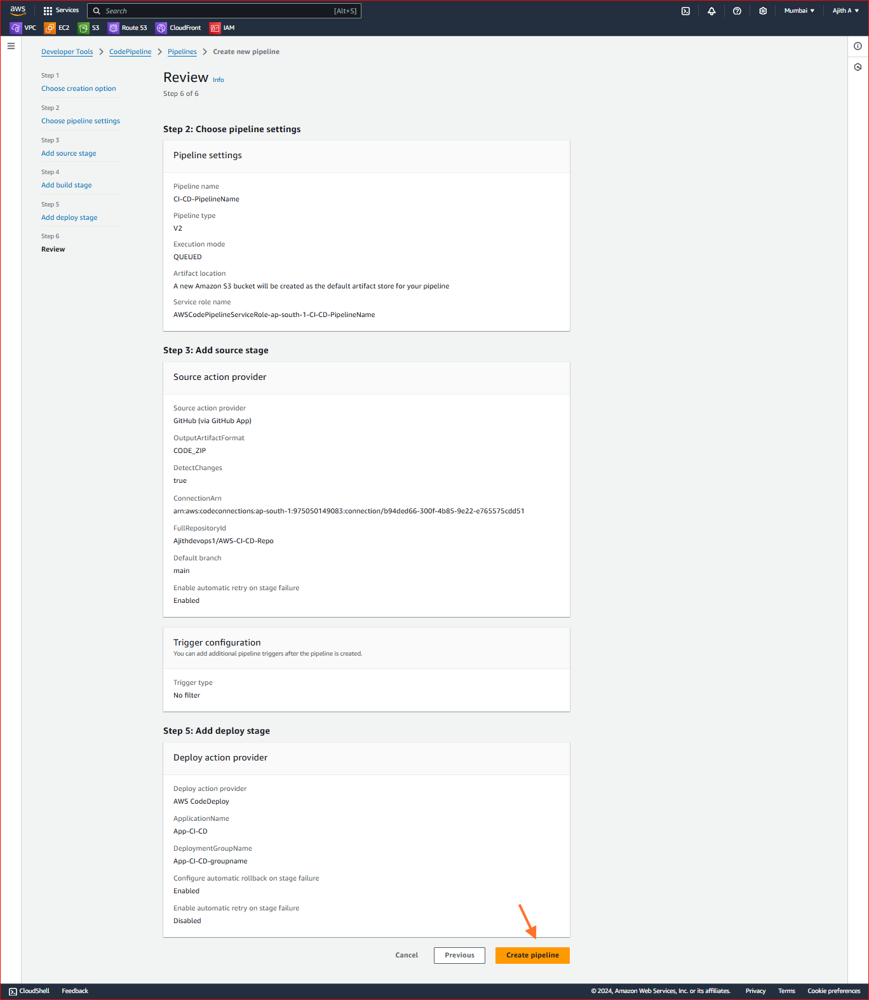 aws
Services
Search [Alt+S]
Mumbai ▼
Ajith A ▼
VPC EC2 S3 Route 53 CloudFront IAM
Developer Tools > CodePipeline > Pipelines > Create new pipeline
Step 1
Choose creation option
Step 2
Choose pipeline settings
Step 3
Add source stage
Step 4
Add build stage
Step 5
Add deploy stage
Step 6
Review
Review Info
Step 6 of 6
Step 2: Choose pipeline settings
Pipeline settings
Pipeline name
CI-CD-PipelineName
Pipeline type
V2
Execution mode
QUEUED
Artifact location
A new Amazon S3 bucket will be created as the default artifact store for your pipeline
Service role name
AWSCodePipelineServiceRole-ap-south-1-CI-CD-PipelineName
Step 3: Add source stage
Source action provider
Source action provider
GitHub (via GitHub App)
OutputArtifactFormat
CODE_ZIP
DetectChanges
true
ConnectionArn
arn:aws:codeconnections:ap-south-1:975050149083:connection/b94ded66-300f-4b85-9e22-e765575cdd51
FullRepositoryId
Ajithdevops1/AWS-CI-CD-Repo
Default branch
main
Enable automatic retry on stage failure
Enabled
Trigger configuration
You can add additional pipeline triggers after the pipeline is created.
Trigger type
No filter
Step 5: Add deploy stage
Deploy action provider
Deploy action provider
AWS CodeDeploy
ApplicationName
App-CI-CD
DeploymentGroupName
App-CI-CD-groupname
Configure automatic rollback on stage failure
Enabled
Enable automatic retry on stage failure
Disabled
Cancel Previous Create pipeline
CloudShell Feedback © 2024, Amazon Web Services, Inc. or its affiliates. Privacy Terms Cookie preferences